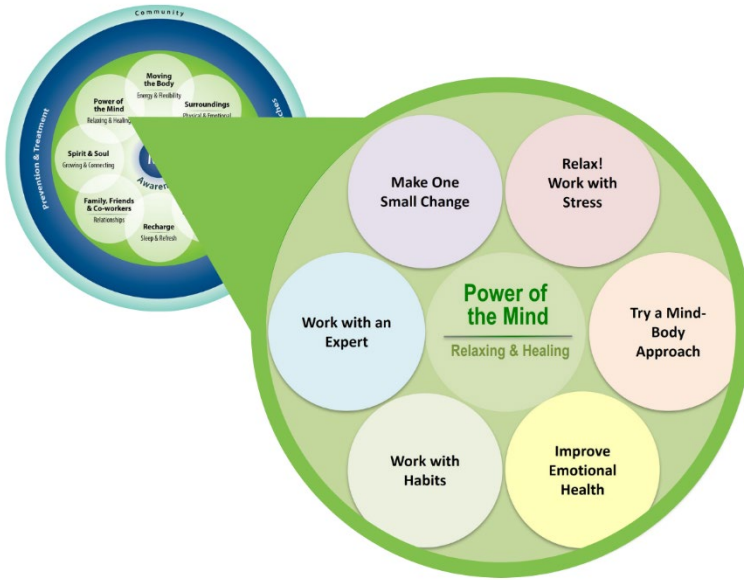 Community
Prevention & Treatment
Moving
the Body
Energy & Flexibility
Power of
the Mind
Relaxing & Healing
Surroundings
Physical & Emotional
Spirit & Soul
Growing & Connecting
Family, Friends
& Co-workers
Relationships
Recharge
Sleep & Refresh
Make One
Small Change
Relax!
Work with
Stress
Work with an
Expert
Power of
the Mind
Relaxing & Healing
Try a Mind-
Body
Approach
Work with
Habits
Improve
Emotional
Health